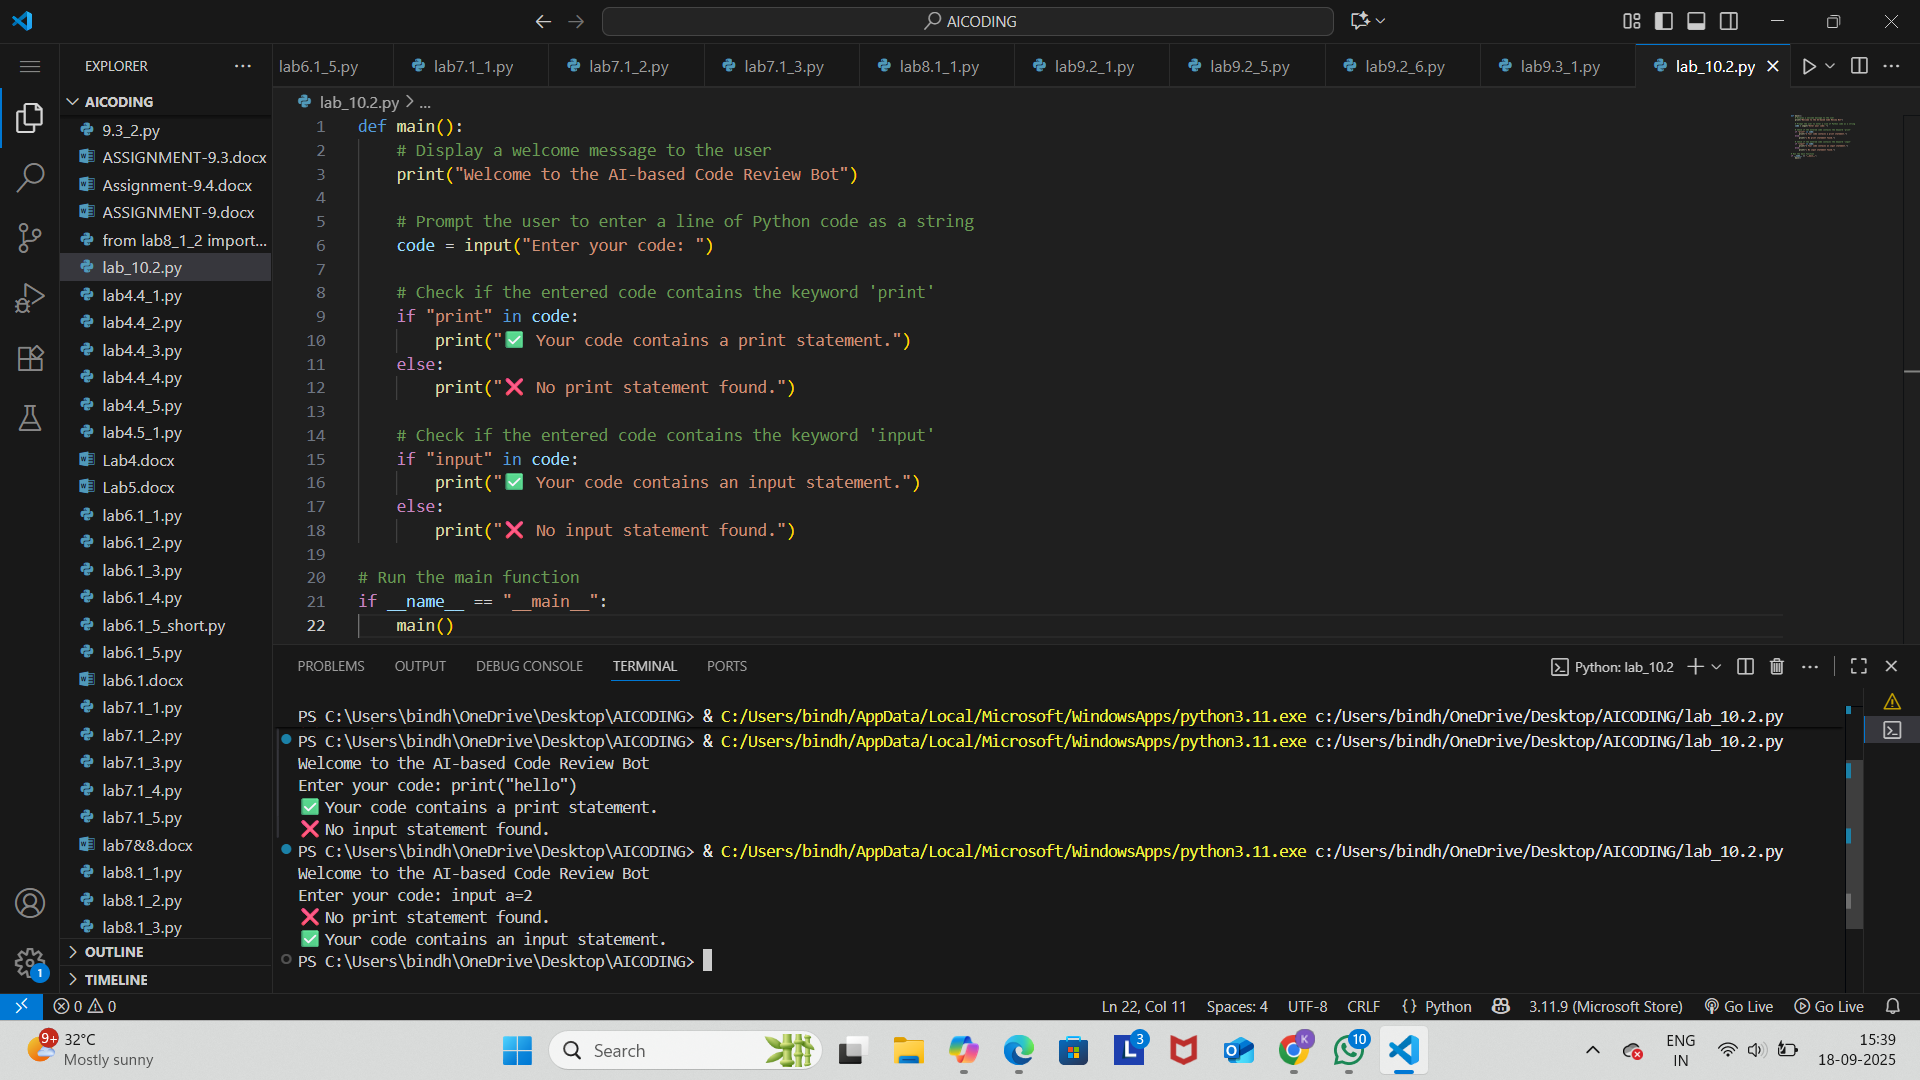 AICODING
EXPLORER
lab6.1_5.py
lab7.1_1.py
lab7.1_2.py
lab7.1_3.py
lab8.1_1.py
lab9.2_1.py
lab9.2_5.py
lab9.2_6.py
lab9.3_1.py
lab_10.2.py
AICODING
9.3_2.py
ASSIGNMENT-9.3.docx
Assignment-9.4.docx
ASSIGNMENT-9.docx
from lab8_1_2 import...
lab_10.2.py
lab4.4_1.py
lab4.4_2.py
lab4.4_3.py
lab4.4_4.py
lab4.4_5.py
lab4.5_1.py
Lab4.docx
Lab5.docx
lab6.1_1.py
lab6.1_2.py
lab6.1_3.py
lab6.1_4.py
lab6.1_5_short.py
lab6.1_5.py
lab6.1.docx
lab7.1_1.py
lab7.1_2.py
lab7.1_3.py
lab7.1_4.py
lab7.1_5.py
lab7&8.docx
lab8.1_1.py
lab8.1_2.py
lab8.1_3.py
OUTLINE
TIMELINE
lab_10.2.py > ...
1 def main():
2 # Display a welcome message to the user
3 print("Welcome to the AI-based Code Review Bot")
4
5 # Prompt the user to enter a line of Python code as a string
6 code = input("Enter your code: ")
7
8 # Check if the entered code contains the keyword 'print'
9 if "print" in code:
10 print("✅ Your code contains a print statement.")
11 else:
12 print("❌ No print statement found.")
13
14 # Check if the entered code contains the keyword 'input'
15 if "input" in code:
16 print("✅ Your code contains an input statement.")
17 else:
18 print("❌ No input statement found.")
19
20 # Run the main function
21 if __name__ == "__main__":
22 main()
PROBLEMS OUTPUT DEBUG CONSOLE TERMINAL PORTS
Python: lab_10.2
PS C:\Users\bindh\OneDrive\Desktop\AICODING> & C:/Users/bindh/AppData/Local/Microsoft/WindowsApps/python3.11.exe c:/Users/bindh/OneDrive/Desktop/AICODING/lab_10.2.py
PS C:\Users\bindh\OneDrive\Desktop\AICODING> & C:/Users/bindh/AppData/Local/Microsoft/WindowsApps/python3.11.exe c:/Users/bindh/OneDrive/Desktop/AICODING/lab_10.2.py
Welcome to the AI-based Code Review Bot
Enter your code: print("hello")
✅ Your code contains a print statement.
❌ No input statement found.
PS C:\Users\bindh\OneDrive\Desktop\AICODING> & C:/Users/bindh/AppData/Local/Microsoft/WindowsApps/python3.11.exe c:/Users/bindh/OneDrive/Desktop/AICODING/lab_10.2.py
Welcome to the AI-based Code Review Bot
Enter your code: input a=2
❌ No print statement found.
✅ Your code contains an input statement.
PS C:\Users\bindh\OneDrive\Desktop\AICODING>
1
0 0
Ln 22, Col 11 Spaces: 4 UTF-8 CRLF {} Python 3.11.9 (Microsoft Store) Go Live Go Live
9+
32°C
Mostly sunny
Search
3
K
10
ENG
IN
15:39
18-09-2025